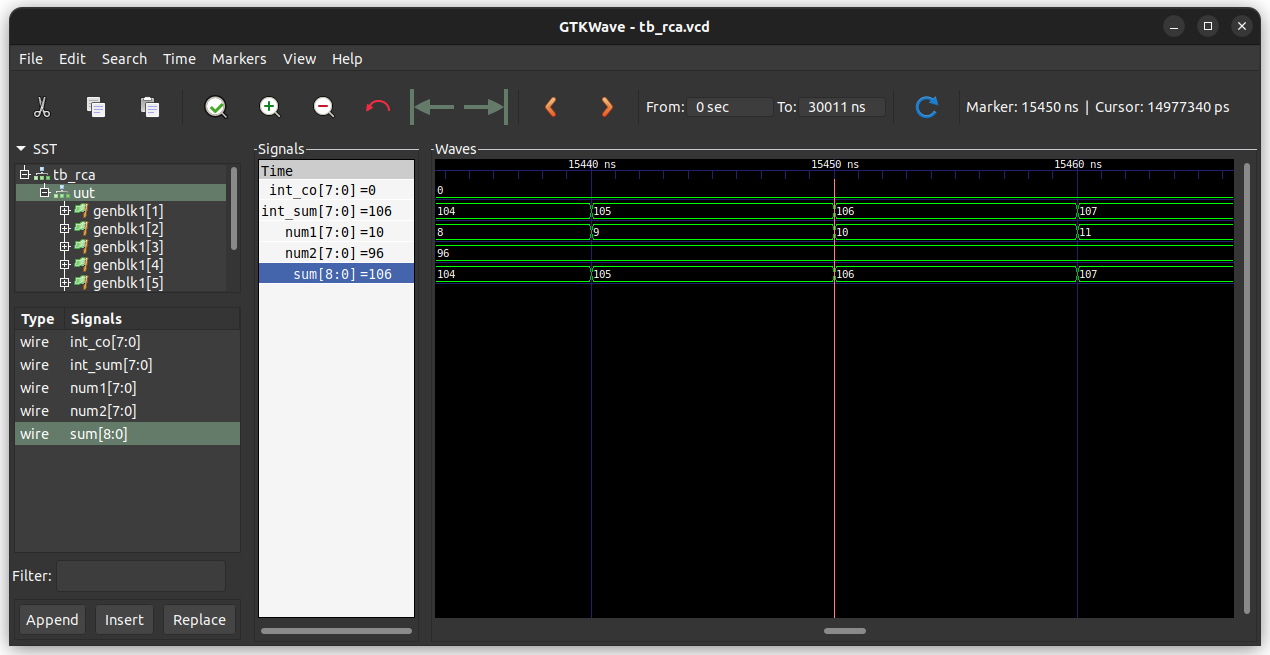 GTKWave - tb_rca.vcd
File Edit Search Time Markers View Help
From: 0 sec To: 30011 ns Marker: 15450 ns | Cursor: 14977340 ps
SST
tb_rca
uut
genblk1[1]
genblk1[2]
genblk1[3]
genblk1[4]
genblk1[5]
Type Signals
wire int_co[7:0]
wire int_sum[7:0]
wire num1[7:0]
wire num2[7:0]
wire sum[8:0]
Filter:
Append Insert Replace
Signals
Time
int_co[7:0] =0
int_sum[7:0] =106
num1[7:0] =10
num2[7:0] =96
sum[8:0] =106
Waves
15440 ns 15450 ns 15460 ns
0
104 105 106 107
8 9 10 11
96
104 105 106 107